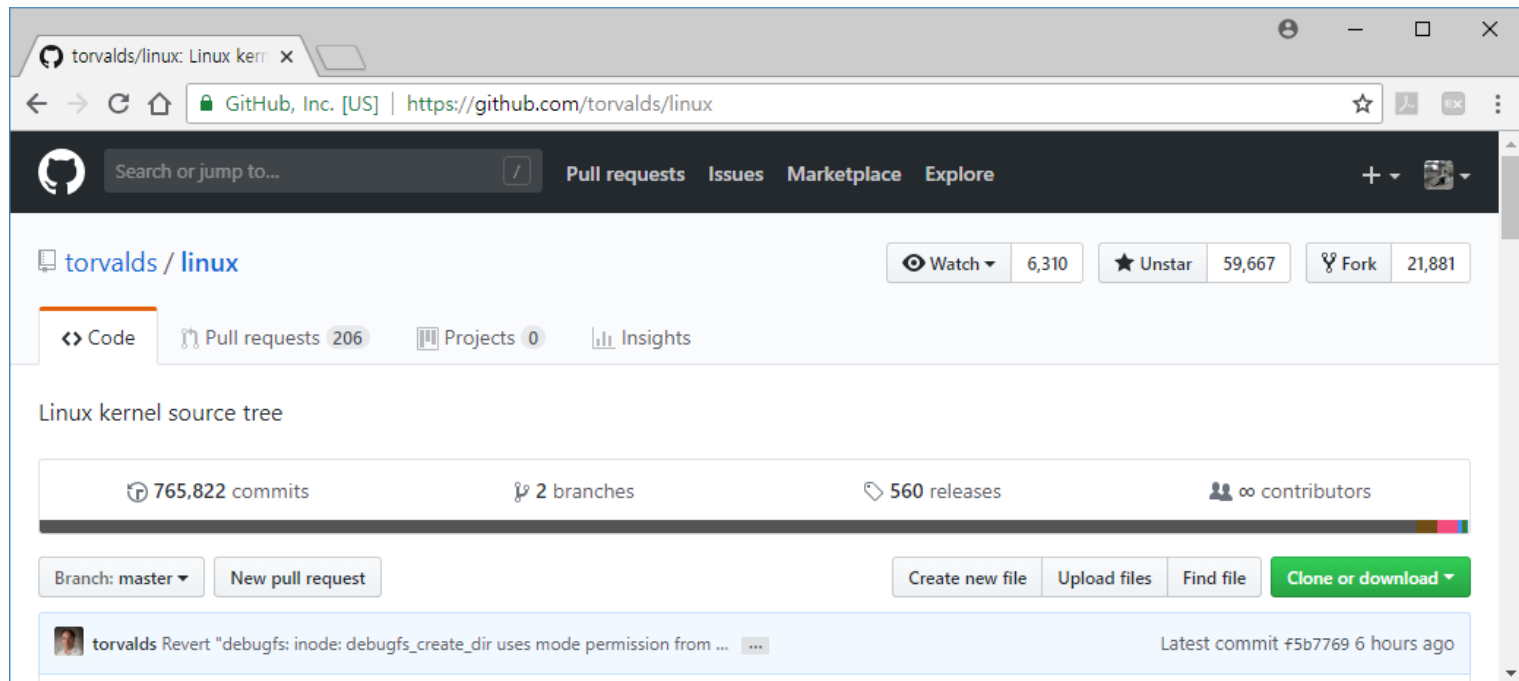 torvalds/linux: Linux kern
GitHub, Inc. [US] | https://github.com/torvalds/linux
Search or jump to... / Pull requests Issues Marketplace Explore
torvalds / linux Watch 6,310 Unstar 59,667 Fork 21,881
Code Pull requests 206 Projects 0 Insights
Linux kernel source tree
765,822 commits 2 branches 560 releases ∞ contributors
Branch: master New pull request Create new file Upload files Find file Clone or download
torvalds Revert "debugfs: inode: debugfs_create_dir uses mode permission from ... ... Latest commit f5b7769 6 hours ago